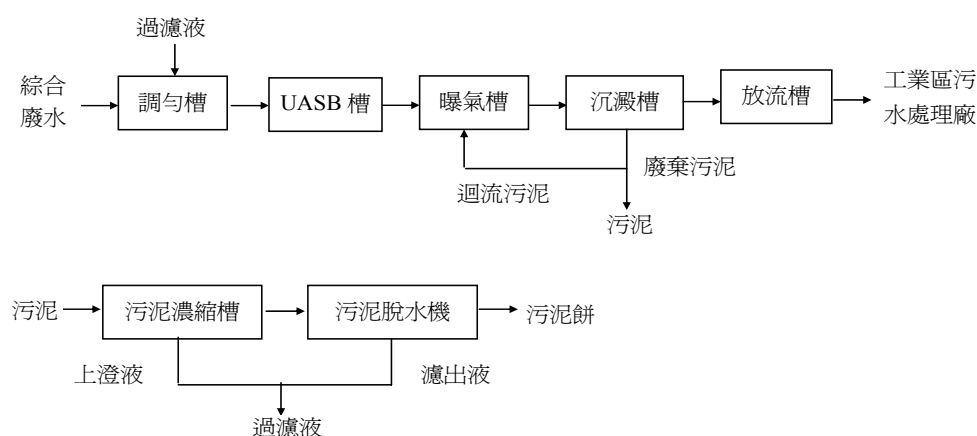 過濾液
綜合
廢水
調勻槽
UASB 槽
曝氣槽
沉澱槽
放流槽
工業區污
水處理廠
迴流污泥
廢棄污泥
污泥
污泥
污泥濃縮槽
污泥脫水機
污泥餅
上澄液
濾出液
過濾液